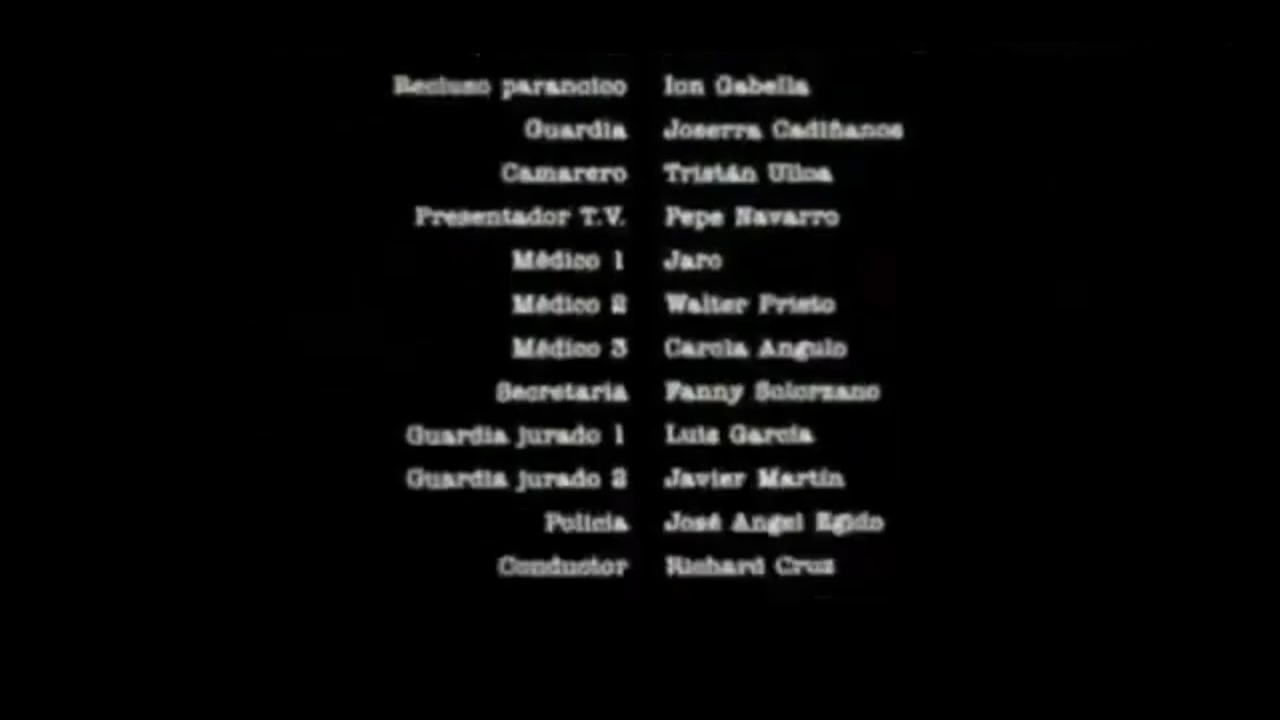 Recluso paranoico Ion Gabella
Guardia Joserra Cadiñanos
Camarero Tristán Ulloa
Presentador T.V. Pepe Navarro
Médico 1 Jaro
Médico 2 Walter Prieto
Médico 3 Carola Angulo
Secretaria Fanny Solorzano
Guardia jurado 1 Luis García
Guardia jurado 2 Javier Martín
Policía José Angel Egido
Conductor Richard Cruz